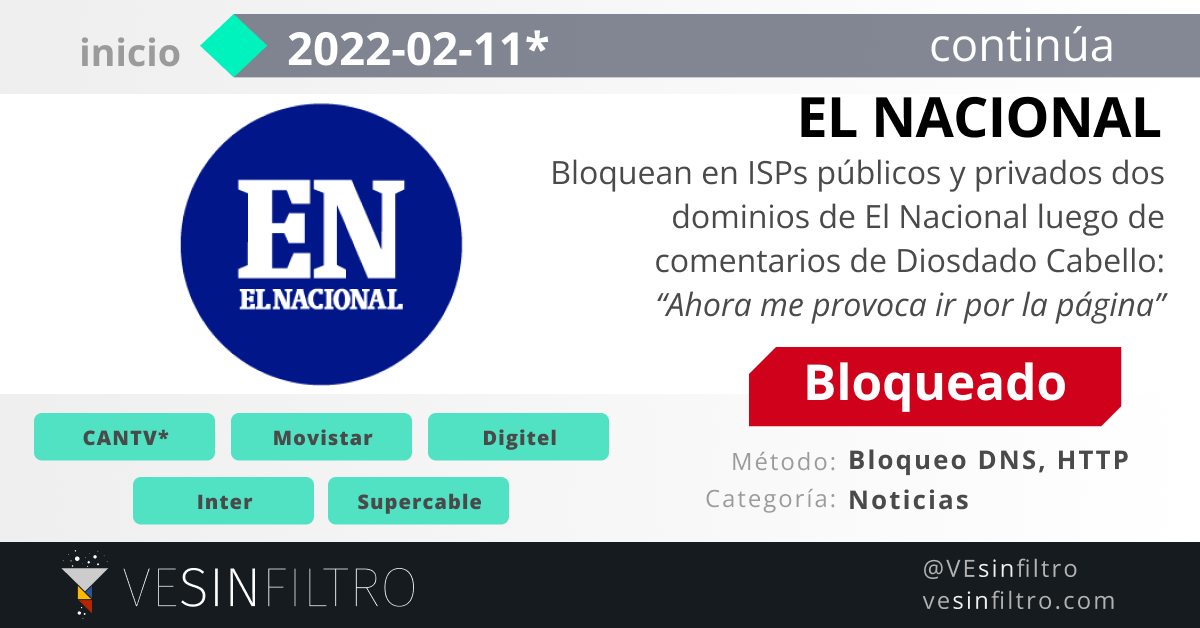 inicio 2022-02-11* continúa
EN
EL NACIONAL
EL NACIONAL
Bloquean en ISPs públicos y privados dos
dominios de El Nacional luego de
comentarios de Diosdado Cabello:
“Ahora me provoca ir por la página”
Bloqueado
CANTV* Movistar Digitel
Inter Supercable
Método: Bloqueo DNS, HTTP
Categoría: Noticias
VESINFILTRO
@VEsinfiltro
vesinfiltro.com